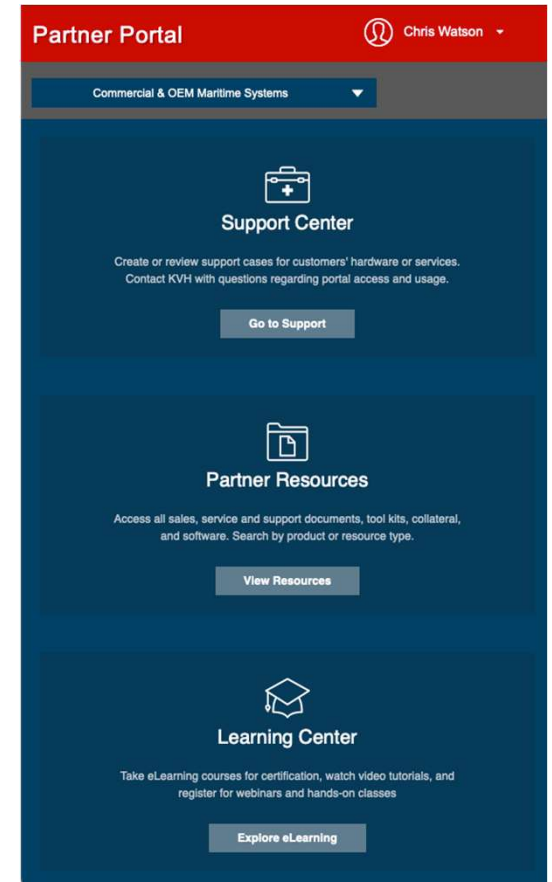 Partner Portal
Chris Watson
Commercial & OEM Maritime Systems
Support Center
Create or review support cases for customers' hardware or services.
Contact KVH with questions regarding portal access and usage.
Go to Support
Partner Resources
Access all sales, service and support documents, tool kits, collateral,
and software. Search by product or resource type.
View Resources
Learning Center
Take eLearning courses for certification, watch video tutorials, and
register for webinars and hands-on classes
Explore eLearning